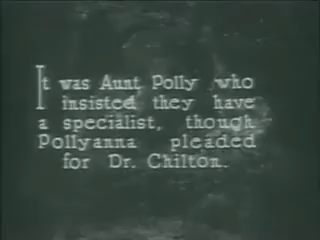 It was Aunt Polly who
insisted they have
a specialist, though
Pollyanna pleaded
for Dr. Chilton.